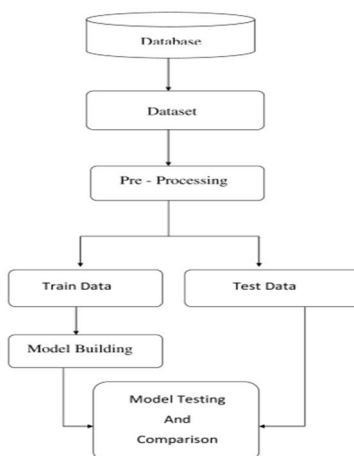 Database
Dataset
Pre - Processing
Train Data
Test Data
Model Building
Model Testing
And
Comparison